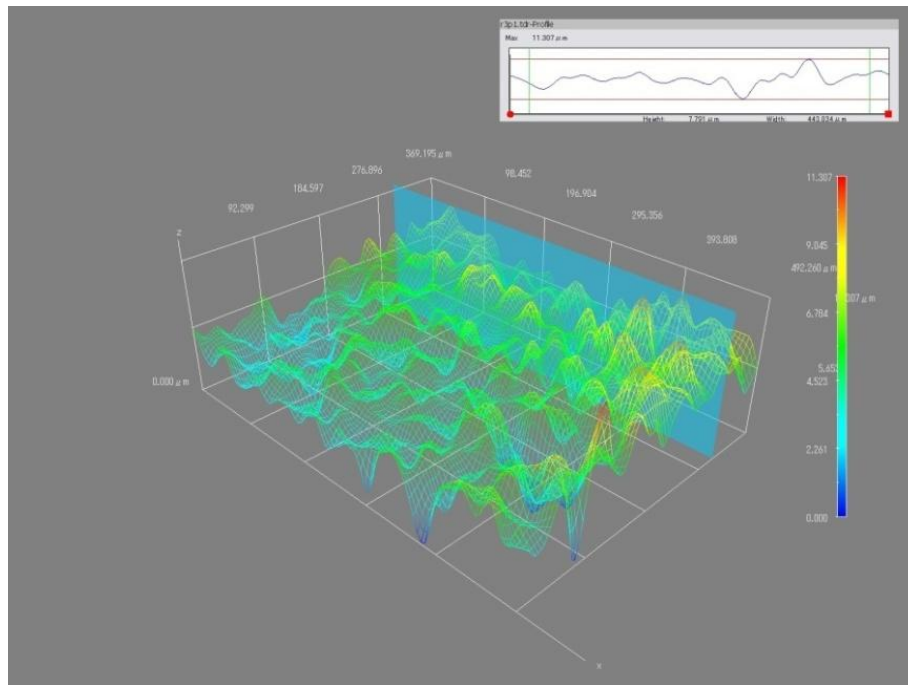 r3p1.tdr-Profile
Max 11.307 μm
Height: 7.791 μm Width: 443.034 μm
369.195 μm
276.896
184.597
92.299
98.452
196.904
295.356
393.808
492.260 μm
z
0.000 μm
11.307
9.045
6.784
4.523
2.261
0.000
x